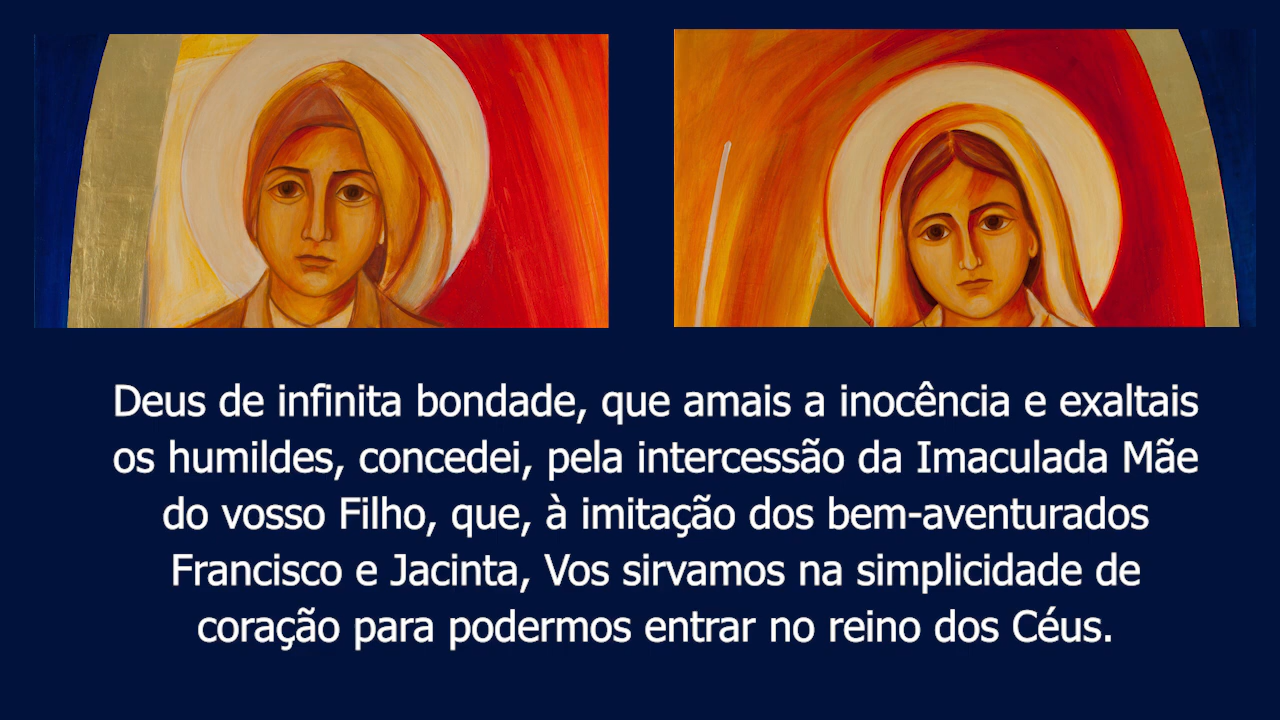 Deus de infinita bondade, que amais a inocência e exaltais
os humildes, concedei, pela intercessão da Imaculada Mãe
do vosso Filho, que, à imitação dos bem-aventurados
Francisco e Jacinta, Vos sirvamos na simplicidade de
coração para podermos entrar no reino dos Céus.